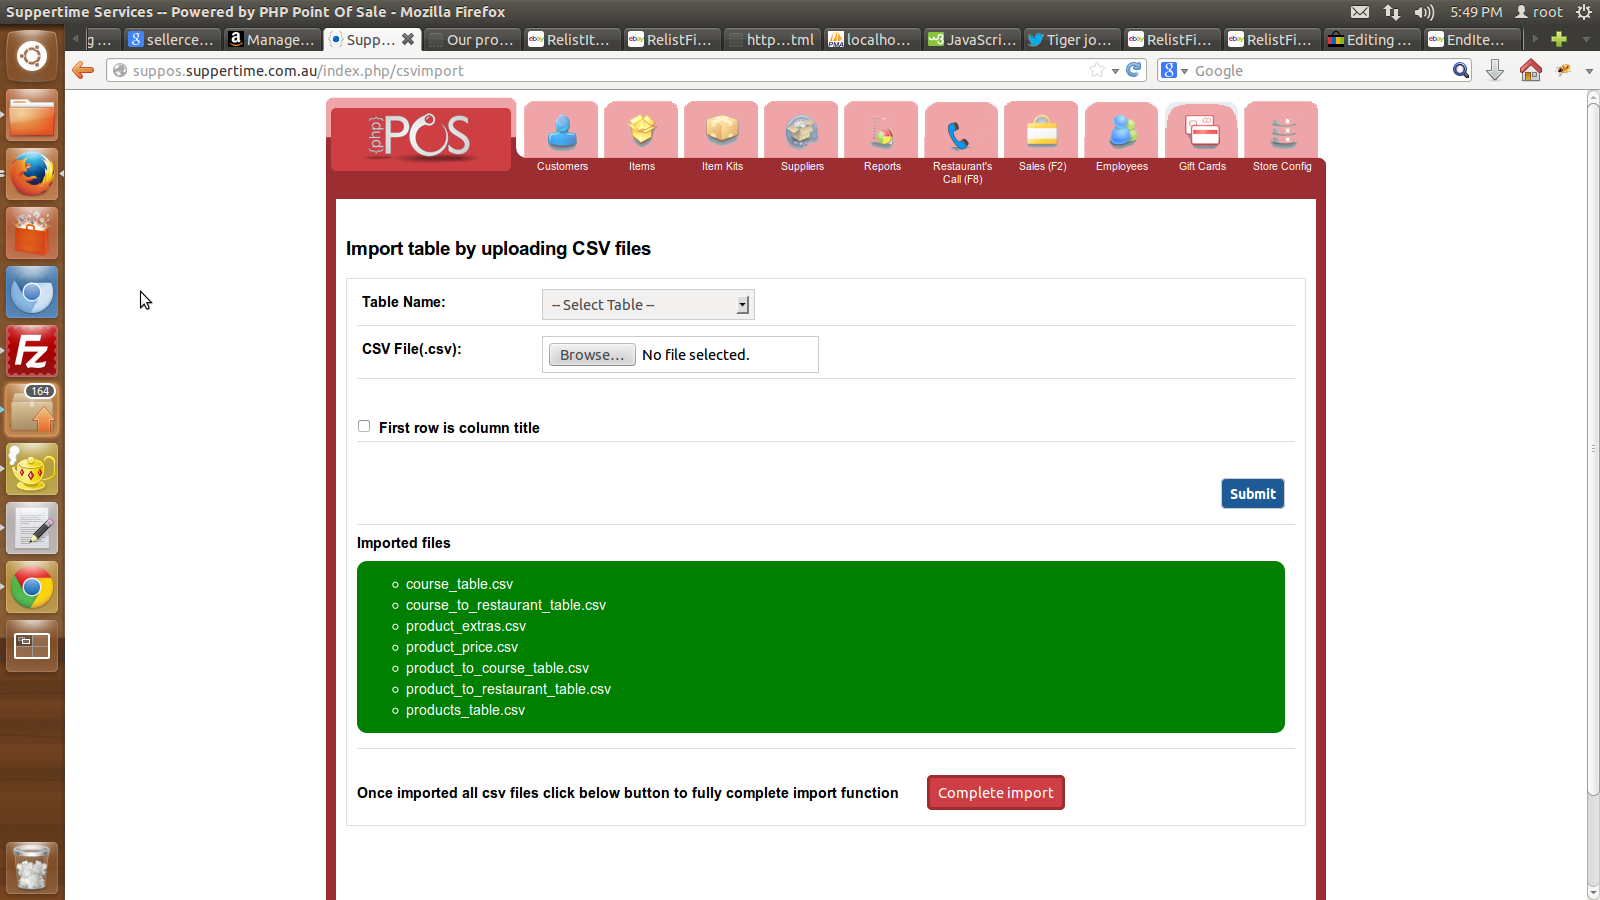 Suppertime Services -- Powered by PHP Point Of Sale - Mozilla Firefox
5:49 PM root
g ... sellerce... Manage... Supp... Our pro... RelistIt... RelistFi... http...tml localho... JavaScri... Tiger jo... RelistFi... RelistFi... Editing ... EndIte...
suppos.suppertime.com.au/index.php/csvimport
Google
{php} POS
Customers
Items
Item Kits
Suppliers
Reports
Restaurant's
Call (F8)
Sales (F2)
Employees
Gift Cards
Store Config
164
Import table by uploading CSV files
Table Name: -- Select Table --
CSV File(.csv): Browse... No file selected.
First row is column title
Submit
Imported files
course_table.csv
course_to_restaurant_table.csv
product_extras.csv
product_price.csv
product_to_course_table.csv
product_to_restaurant_table.csv
products_table.csv
Once imported all csv files click below button to fully complete import function Complete import